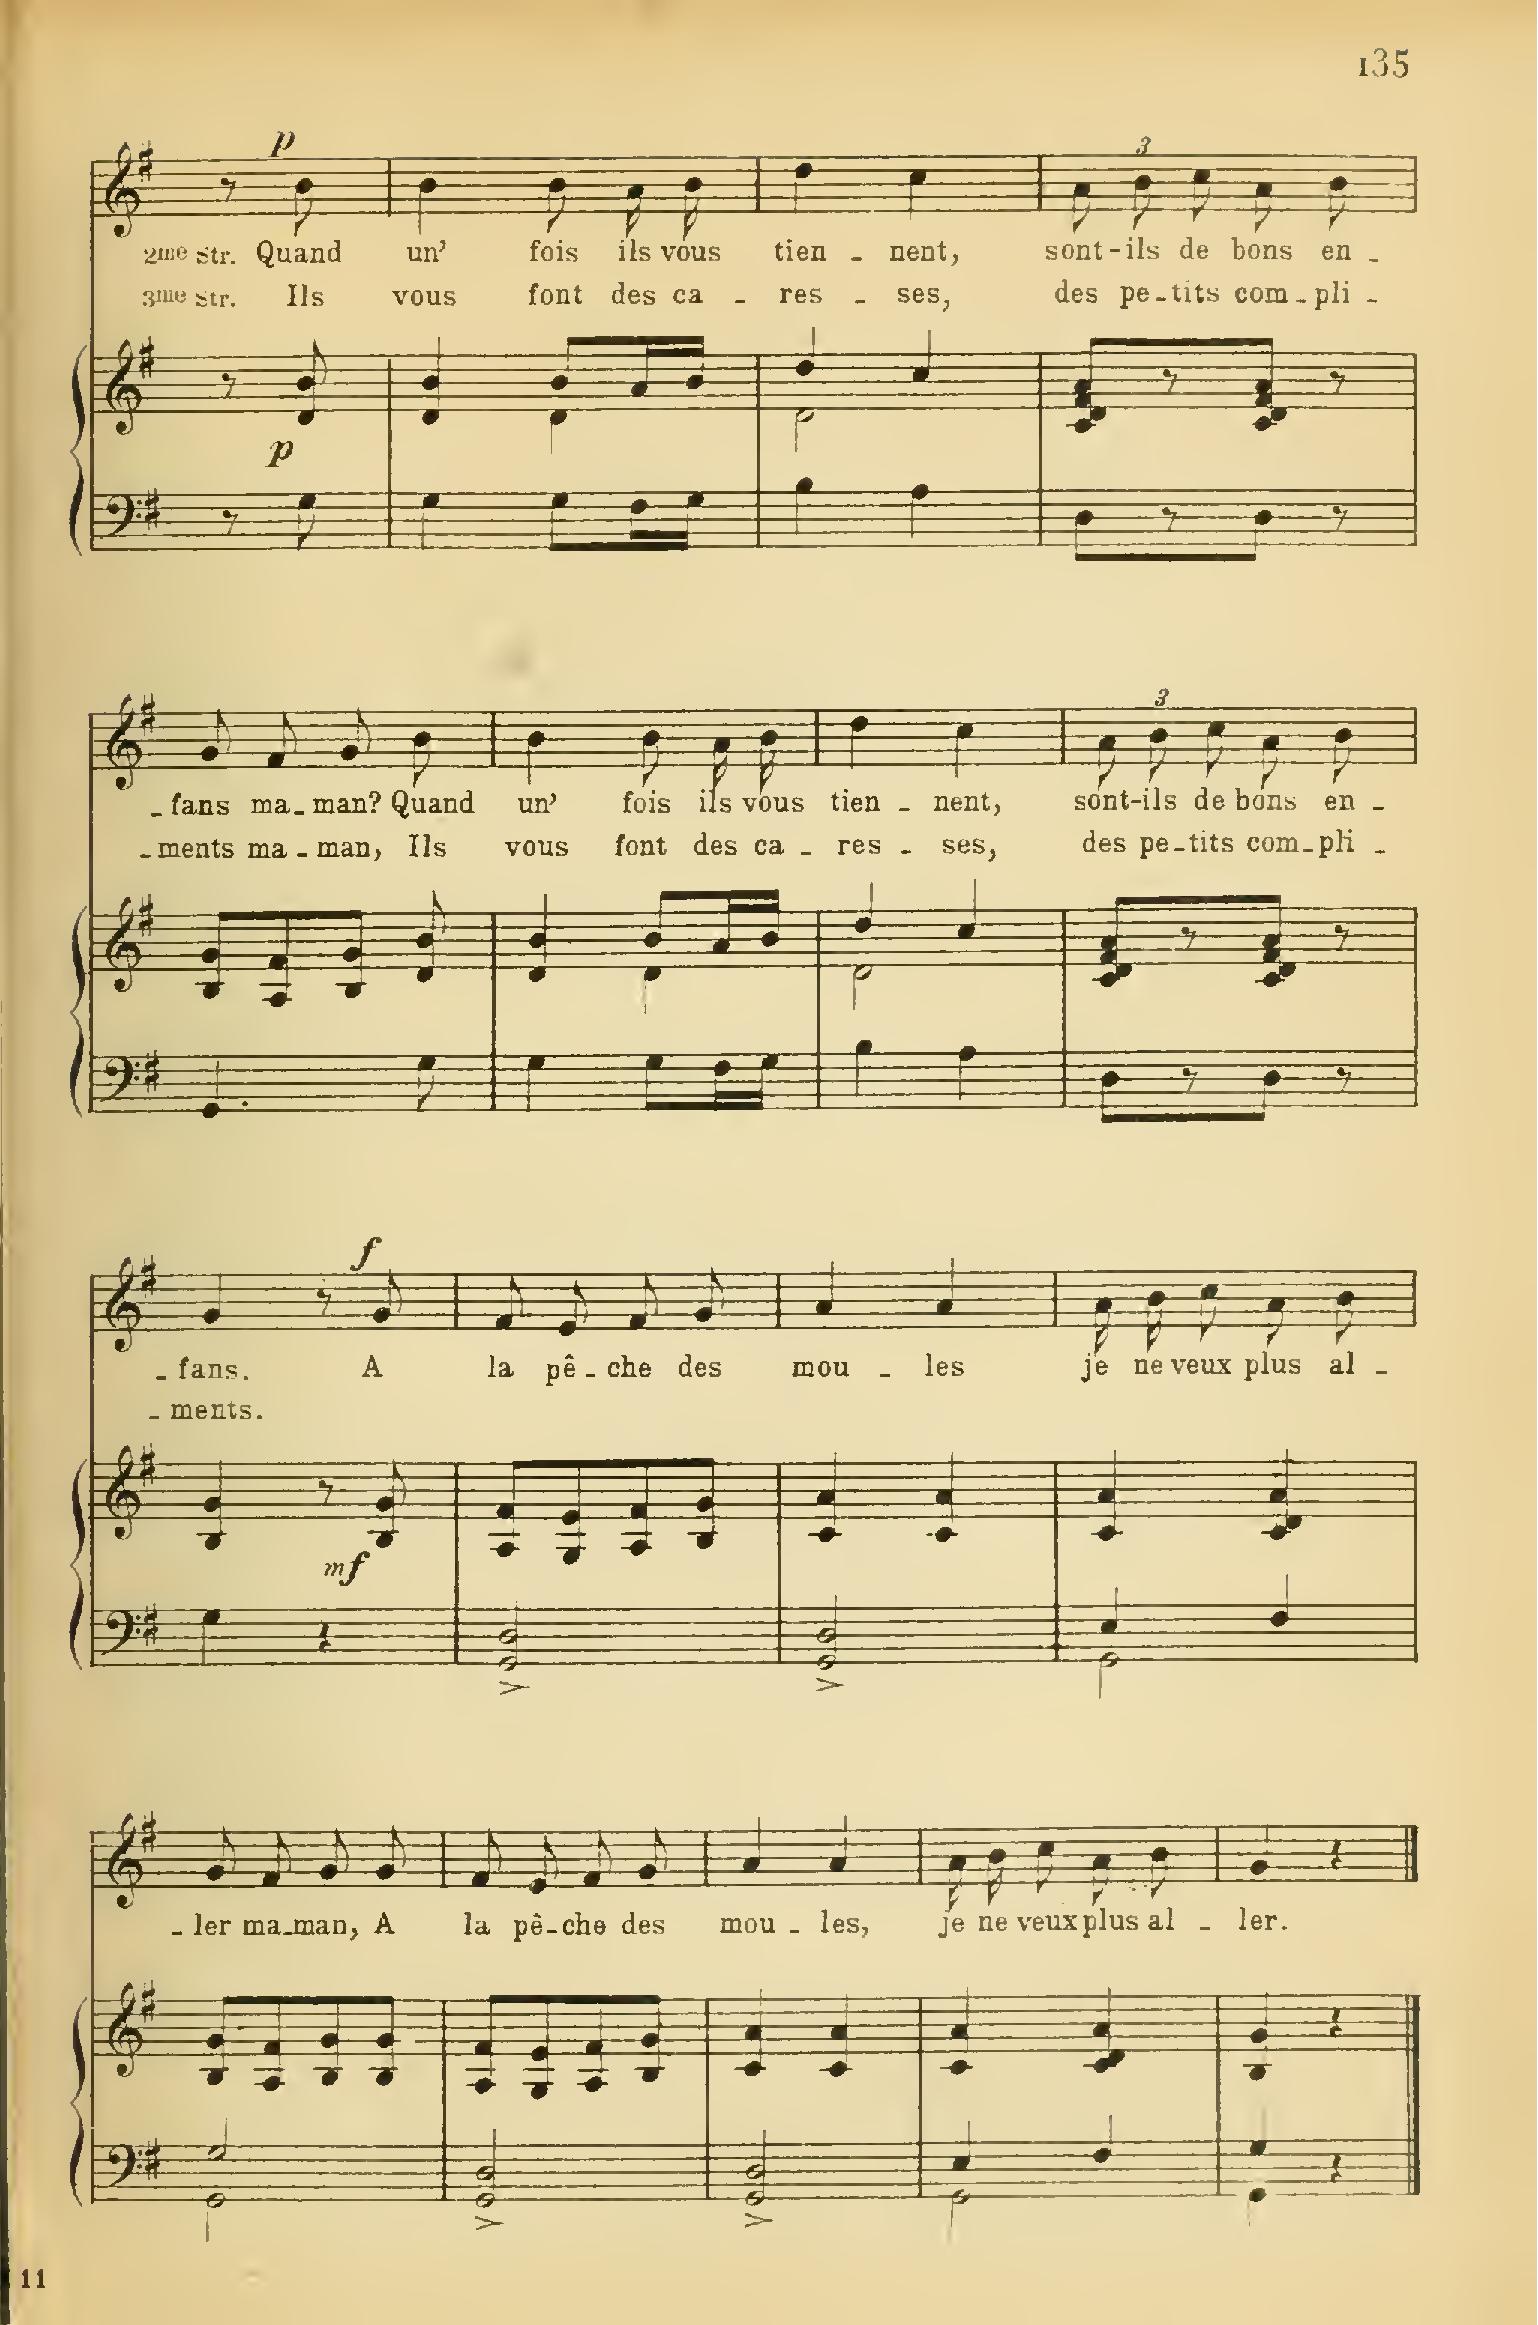 135
p
3
2me Str. Quand un' fois ils vous tien - nent, sont-ils de bons en -
3me Str. Ils vous font des ca - res - ses, des pe-tits com-pli -
p
3
- fans ma-man? Quand un' fois ils vous tien - nent, sont-ils de bons en -
-ments ma-man, Ils vous font des ca - res - ses, des pe-tits com-pli -
f
- fans. A la pê-che des mou - les je ne veux plus al -
- ments.
mf
- ler ma-man, A la pê-che des mou - les, je ne veux plus al - ler.
11